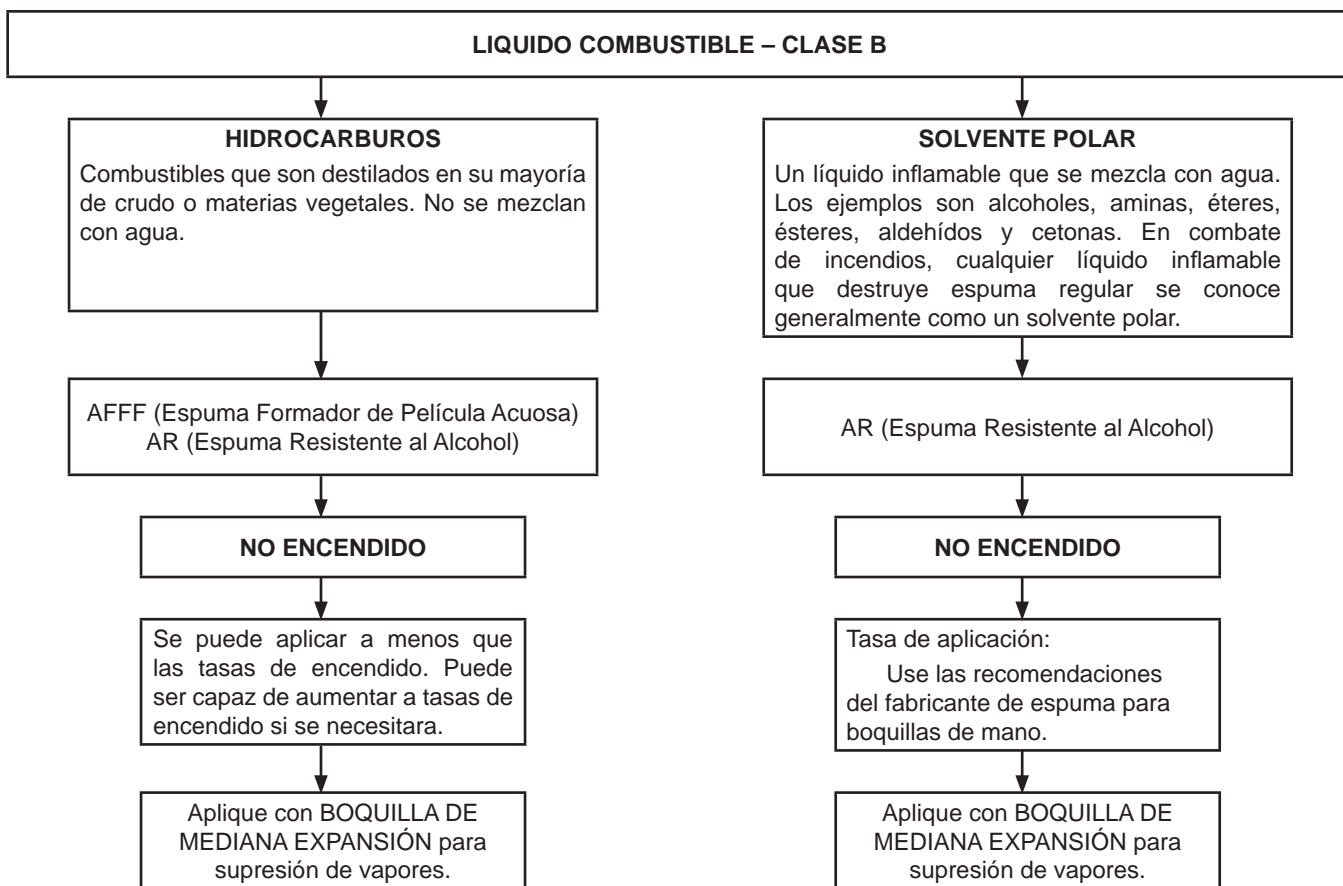 LIQUIDO COMBUSTIBLE – CLASE B
HIDROCARBUROS
Combustibles que son destilados en su mayoría
de crudo o materias vegetales. No se mezclan
con agua.
AFFF (Espuma Formador de Película Acuosa)
AR (Espuma Resistente al Alcohol)
NO ENCENDIDO
Se puede aplicar a menos que
las tasas de encendido. Puede
ser capaz de aumentar a tasas de
encendido si se necesitara.
Aplique con BOQUILLA DE
MEDIANA EXPANSIÓN para
supresión de vapores.
SOLVENTE POLAR
Un líquido inflamable que se mezcla con agua.
Los ejemplos son alcoholes, aminas, éteres,
ésteres, aldehídos y cetonas. En combate
de incendios, cualquier líquido inflamable
que destruye espuma regular se conoce
generalmente como un solvente polar.
AR (Espuma Resistente al Alcohol)
NO ENCENDIDO
Tasa de aplicación:
Use las recomendaciones
del fabricante de espuma para
boquillas de mano.
Aplique con BOQUILLA DE
MEDIANA EXPANSIÓN para
supresión de vapores.